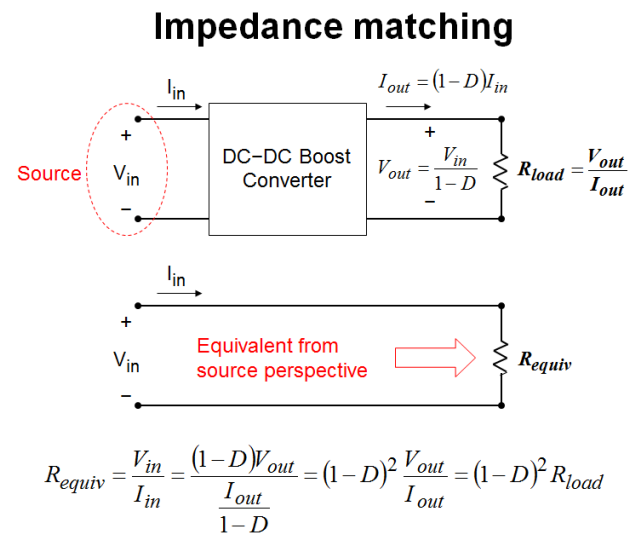 Impedance matching
I_in
I_out = (1−D)I_in
+
+
Source
V_in
DC−DC Boost
Converter
V_out = V_in / (1−D)
R_load = V_out / I_out
−
−
I_in
+
V_in
−
Equivalent from
source perspective
R_equiv
R_equiv = V_in / I_in = (1−D)V_out / (I_out / (1−D)) = (1−D)² V_out / I_out = (1−D)² R_load